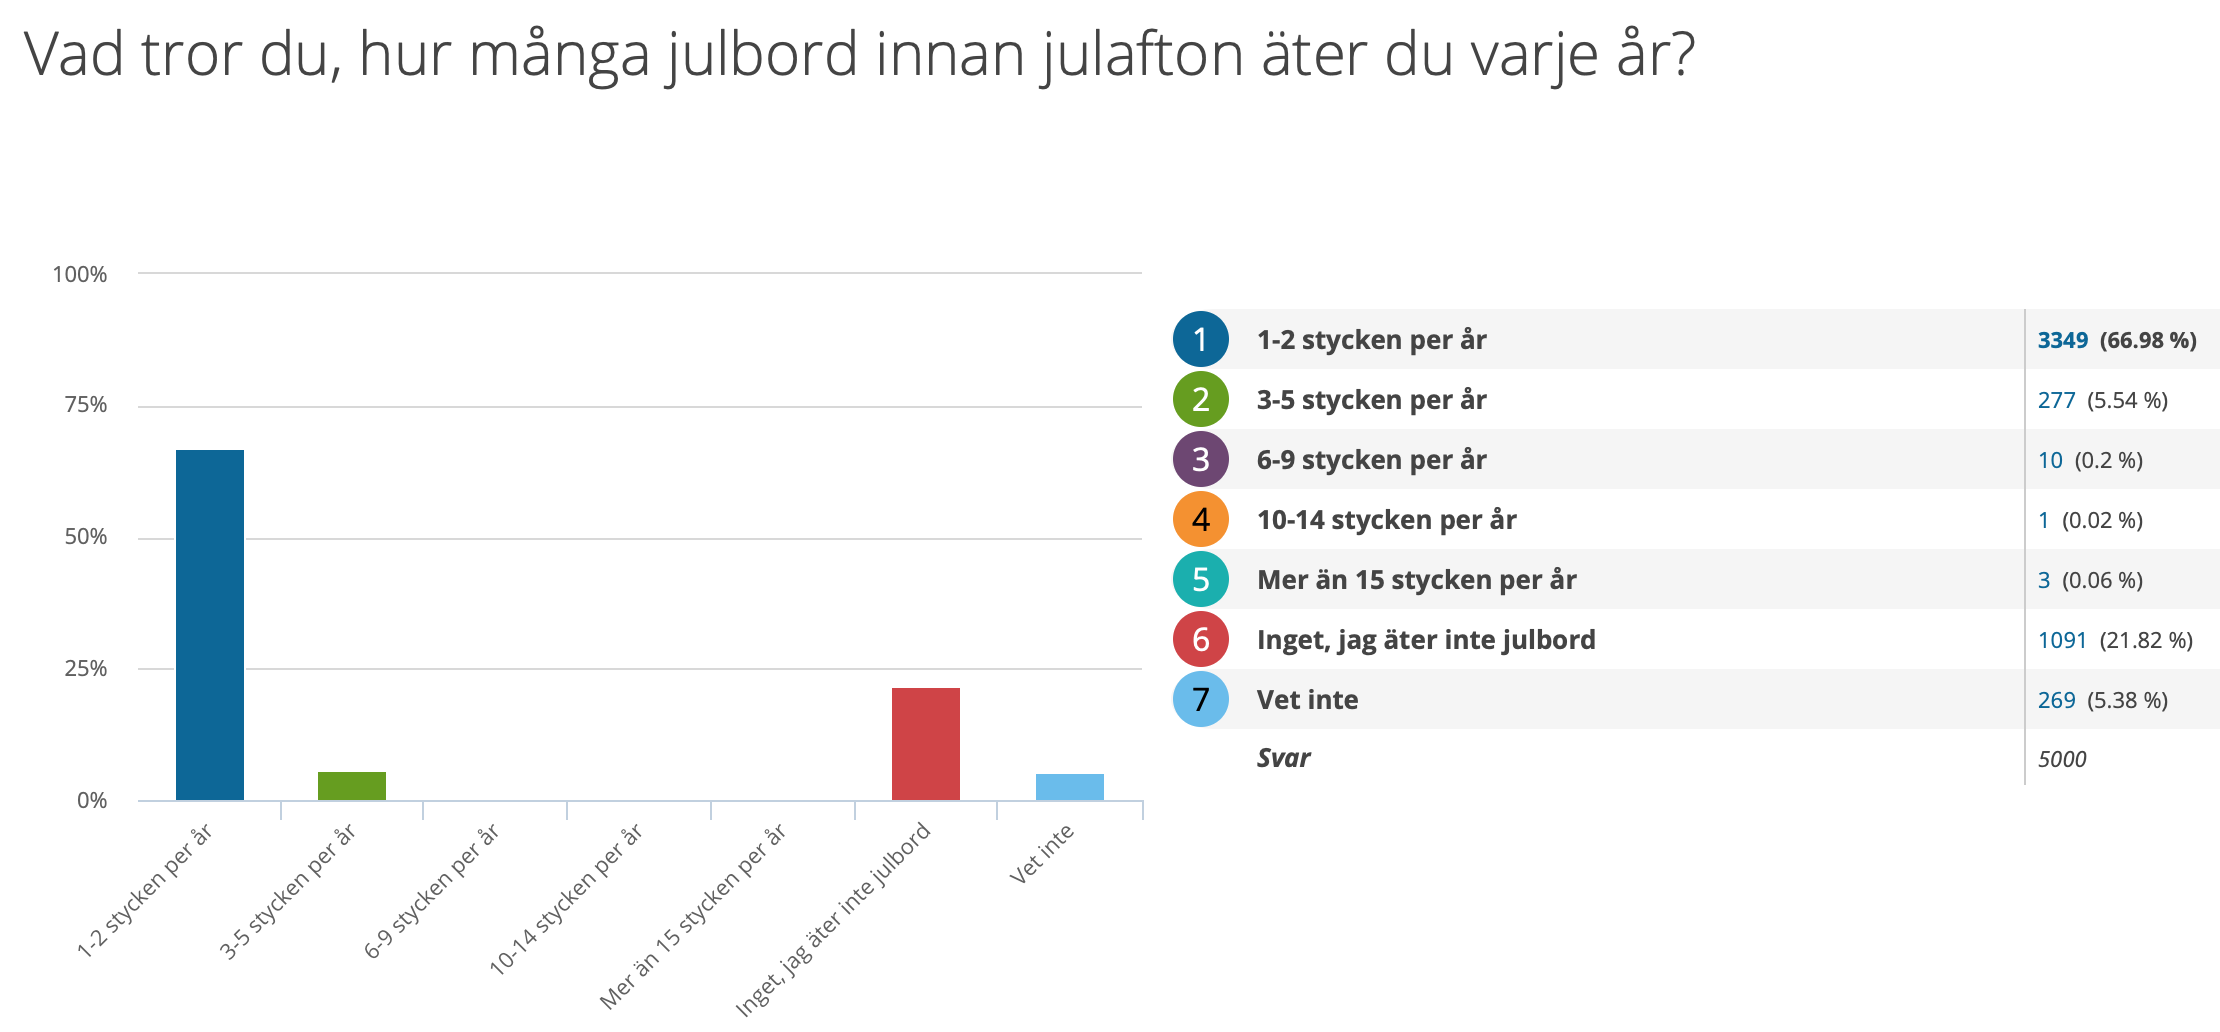 Vad tror du, hur många julbord innan julafton äter du varje år?
100%
75%
50%
25%
0%
1-2 stycken per år
3-5 stycken per år
6-9 stycken per år
10-14 stycken per år
Mer än 15 stycken per år
Inget, jag äter inte julbord
Vet inte
1 1-2 stycken per år 3349 (66.98 %)
2 3-5 stycken per år 277 (5.54 %)
3 6-9 stycken per år 10 (0.2 %)
4 10-14 stycken per år 1 (0.02 %)
5 Mer än 15 stycken per år 3 (0.06 %)
6 Inget, jag äter inte julbord 1091 (21.82 %)
7 Vet inte 269 (5.38 %)
Svar 5000